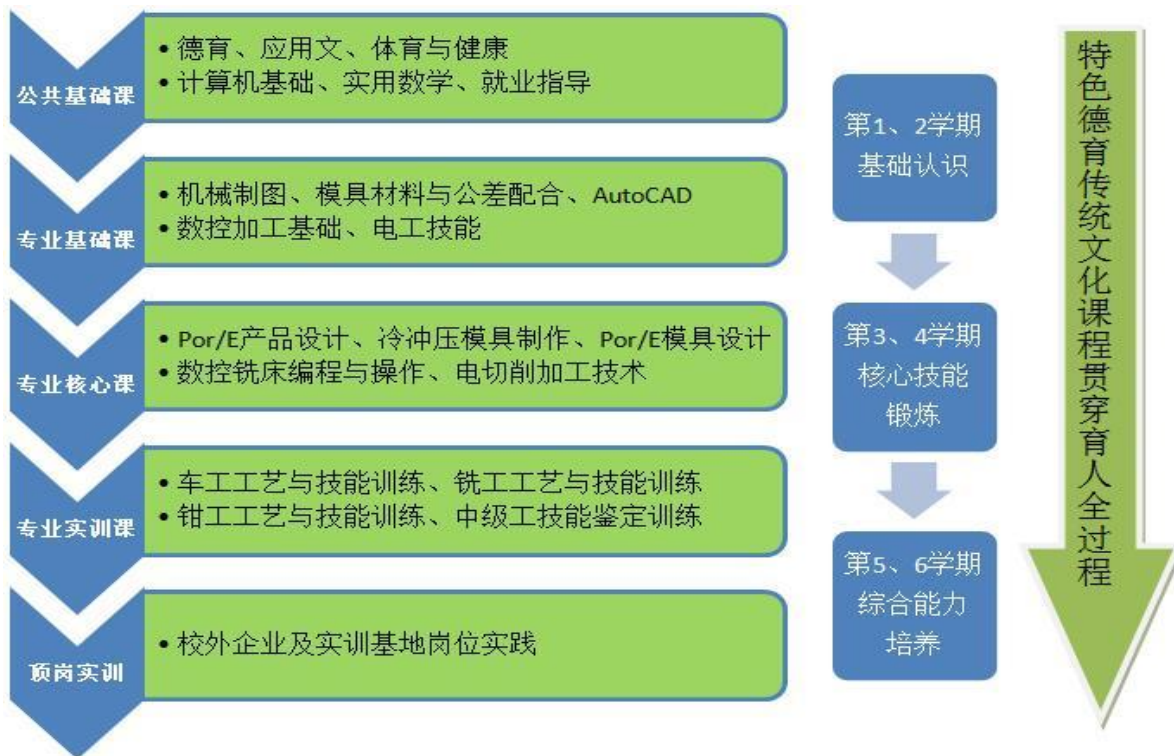 公共基础课
• 德育、应用文、体育与健康
• 计算机基础、实用数学、就业指导
专业基础课
• 机械制图、模具材料与公差配合、AutoCAD
• 数控加工基础、电工技能
专业核心课
• Por/E产品设计、冷冲压模具制作、Por/E模具设计
• 数控铣床编程与操作、电切削加工技术
专业实训课
• 车工工艺与技能训练、铣工工艺与技能训练
• 钳工工艺与技能训练、中级工技能鉴定训练
顶岗实训
• 校外企业及实训基地岗位实践
第1、2学期
基础认识
第3、4学期
核心技能
锻炼
第5、6学期
综合能力
培养
特色德育传统文化课程贯穿育人全过程